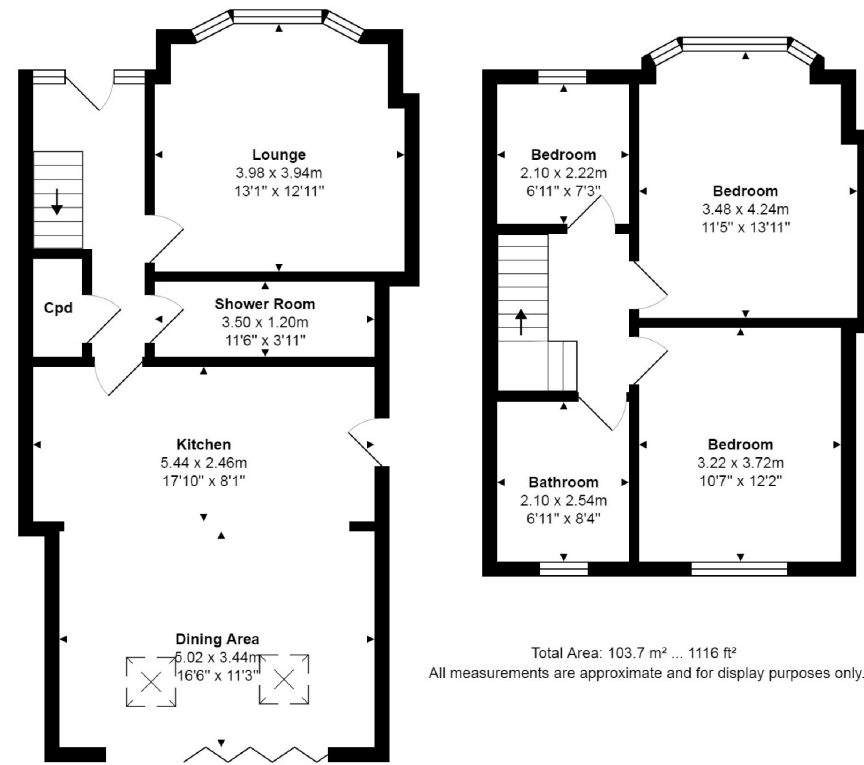 Lounge
3.98 x 3.94m
13'1" x 12'11"
Cpd
Shower Room
3.50 x 1.20m
11'6" x 3'11"
Kitchen
5.44 x 2.46m
17'10" x 8'1"
Dining Area
5.02 x 3.44m
16'6" x 11'3"
Bedroom
2.10 x 2.22m
6'11" x 7'3"
Bedroom
3.48 x 4.24m
11'5" x 13'11"
Bedroom
3.22 x 3.72m
10'7" x 12'2"
Bathroom
2.10 x 2.54m
6'11" x 8'4"
Total Area: 103.7 m² ... 1116 ft²
All measurements are approximate and for display purposes only.